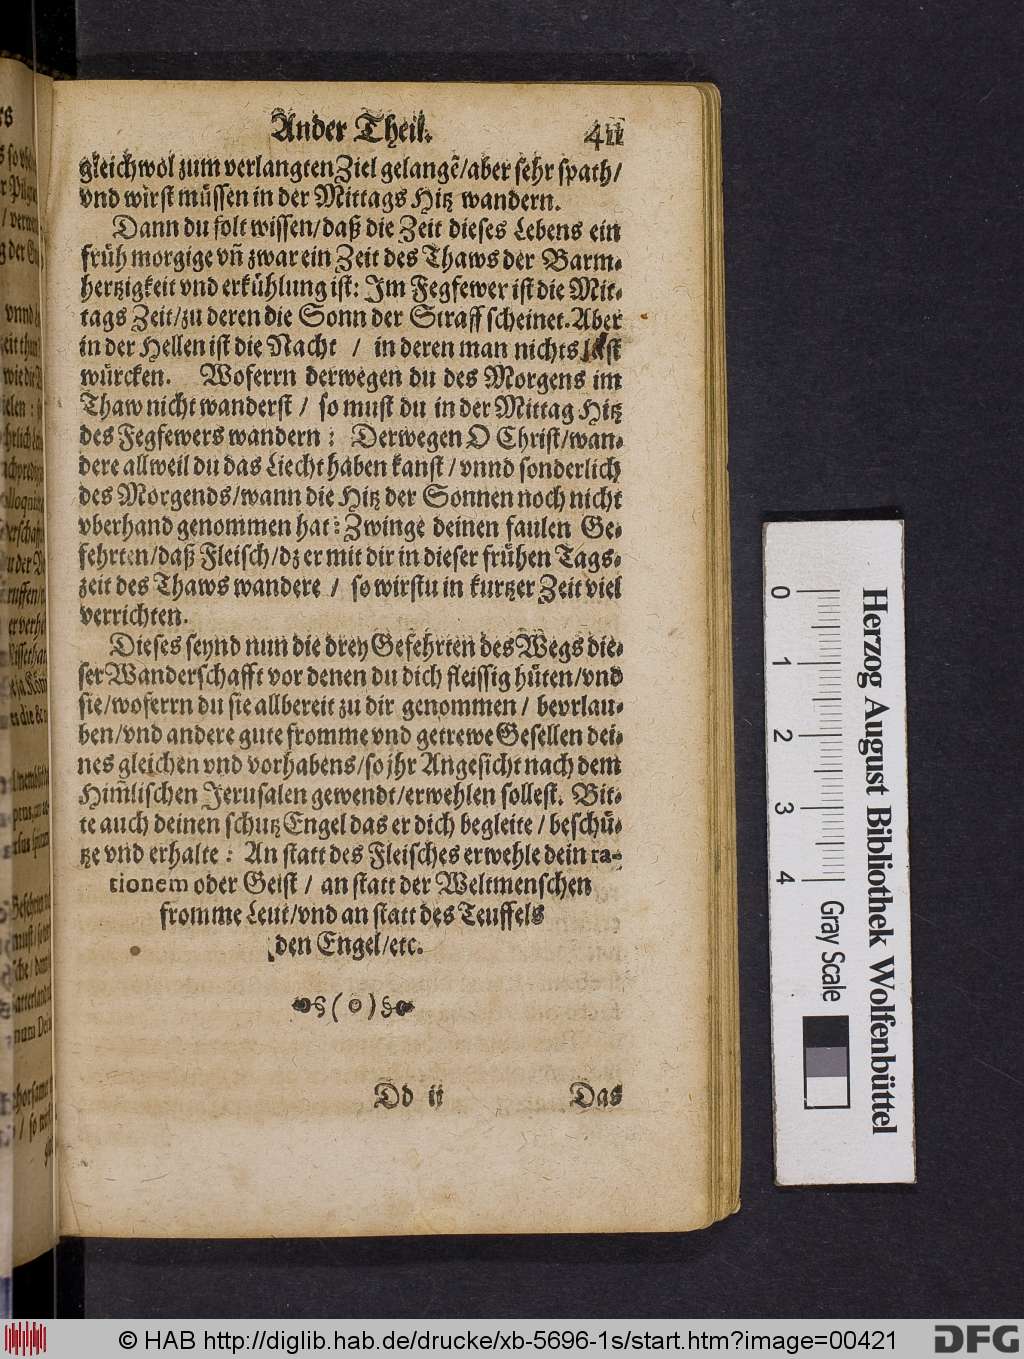 Ander Theil. 411
gleichwol zum verlangten Ziel gelangē/aber sehr spath/
vnd wirst müssen in der Mittags Hitz wandern.
Dann du solt wissen/daß die Zeit dieses Lebens ein
früh morgige vñ zwar ein Zeit des Thaws der Barm-
hertzigkeit vnd erkühlung ist: Im Fegfewer ist die Mit-
tags Zeit/zu deren die Sonn der Straff scheinet. Aber
in der Hellen ist die Nacht / in deren man nichts
würcken. Woferrn derwegen du des Morgens im
Thaw nicht wanderst / so must du in der Mittag Hitz
des Fegfewers wandern: Derwegen O Christ/wan-
dere allweil du das Liecht haben kanst / vnnd sonderlich
des Morgends/wann die Hitz der Sonnen noch nicht
vberhand genommen hat: Zwinge deinen faulen Ge-
fehrten/daß Fleisch/dz er mit dir in dieser frühen Tags-
zeit des Thaws wandere / so wirstu in kurtzer Zeit viel
verrichten.
Dieses seynd nun die drey Gefehrten des Wegs die-
ser Wanderschafft vor denen du dich fleissig hüten/vnd
sie/woferrn du sie allbereit zu dir genommen / bevrlau-
ben/vnd andere gute fromme vnd getrewe Gesellen dei-
nes gleichen vnd vorhabens/so jhr Angesicht nach dem
Himlischen Jerusalen gewendt/erwehlen sollest. Bit-
te auch deinen schutz Engel das er dich begleite / beschü-
tze vnd erhalte: An statt des Fleisches erwehle dein ra-
tionem oder Geist / an statt der Weltmenschen
fromme Leut/vnd an statt des Teuffels
den Engel/etc.
§(o)§
Dd ij Das
0 1 2 3 4
Gray Scale
Herzog August Bibliothek Wolfenbüttel
© HAB http://diglib.hab.de/drucke/xb-5696-1s/start.htm?image=00421
DFG